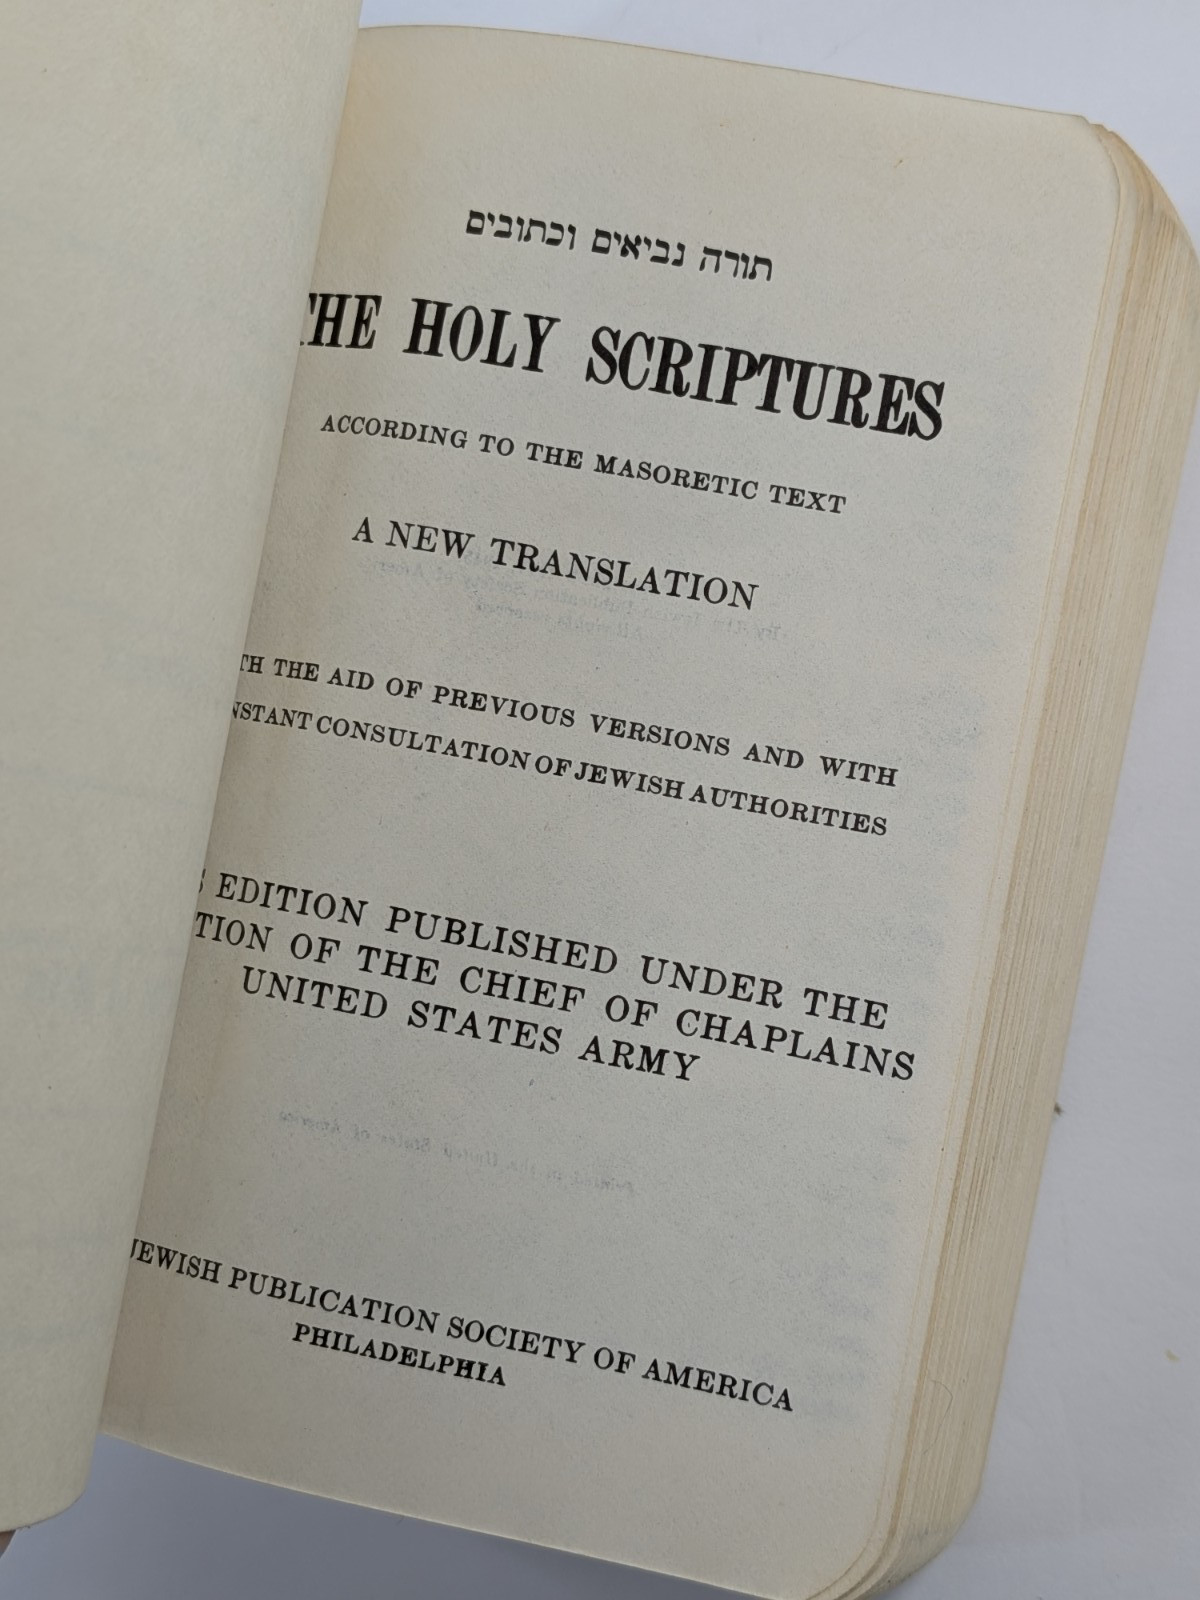 תורה נביאים וכתובים
THE HOLY SCRIPTURES
ACCORDING TO THE MASORETIC TEXT
A NEW TRANSLATION
TH THE AID OF PREVIOUS VERSIONS AND WITH
NSTANT CONSULTATION OF JEWISH AUTHORITIES
S EDITION PUBLISHED UNDER THE
TION OF THE CHIEF OF CHAPLAINS
UNITED STATES ARMY
JEWISH PUBLICATION SOCIETY OF AMERICA
PHILADELPHIA